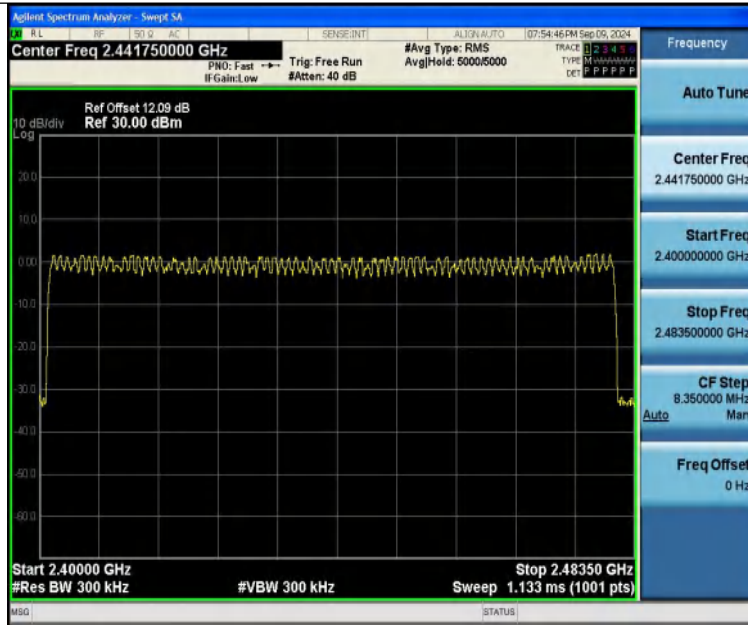 Agilent Spectrum Analyzer - Swept SA
RL RF 50 Ω AC SENSE:INT ALIGN AUTO 07:54:46 PM Sep 09, 2024
Center Freq 2.441750000 GHz
PNO: Fast
IFGain:Low
Trig: Free Run
#Atten: 40 dB
#Avg Type: RMS
Avg|Hold: 5000/5000
TRACE 1 2 3 4 5 6
TYPE M
DET P P P P P P
Ref Offset 12.09 dB
10 dB/div Ref 30.00 dBm
Log
20.0
10.0
0.00
-10.0
-20.0
-30.0
-40.0
-50.0
-60.0
Start 2.40000 GHz Stop 2.48350 GHz
#Res BW 300 kHz #VBW 300 kHz Sweep 1.133 ms (1001 pts)
MSG STATUS
Frequency
Auto Tune
Center Freq
2.441750000 GHz
Start Freq
2.400000000 GHz
Stop Freq
2.483500000 GHz
CF Step
8.350000 MHz
Auto Man
Freq Offset
0 Hz